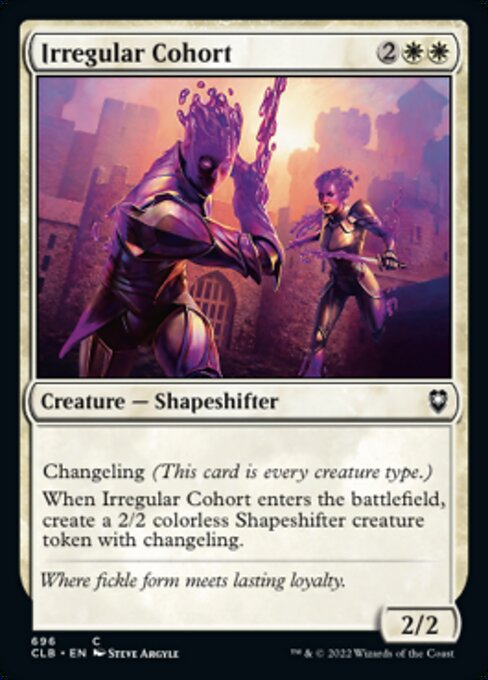 Irregular Cohort 2
Creature — Shapeshifter
Changeling (This card is every creature type.)
When Irregular Cohort enters the battlefield,
create a 2/2 colorless Shapeshifter creature
token with changeling.
Where fickle form meets lasting loyalty.
2/2
696 C
CLB • EN STEVE ARGYLE
™ & © 2022 Wizards of the Coast